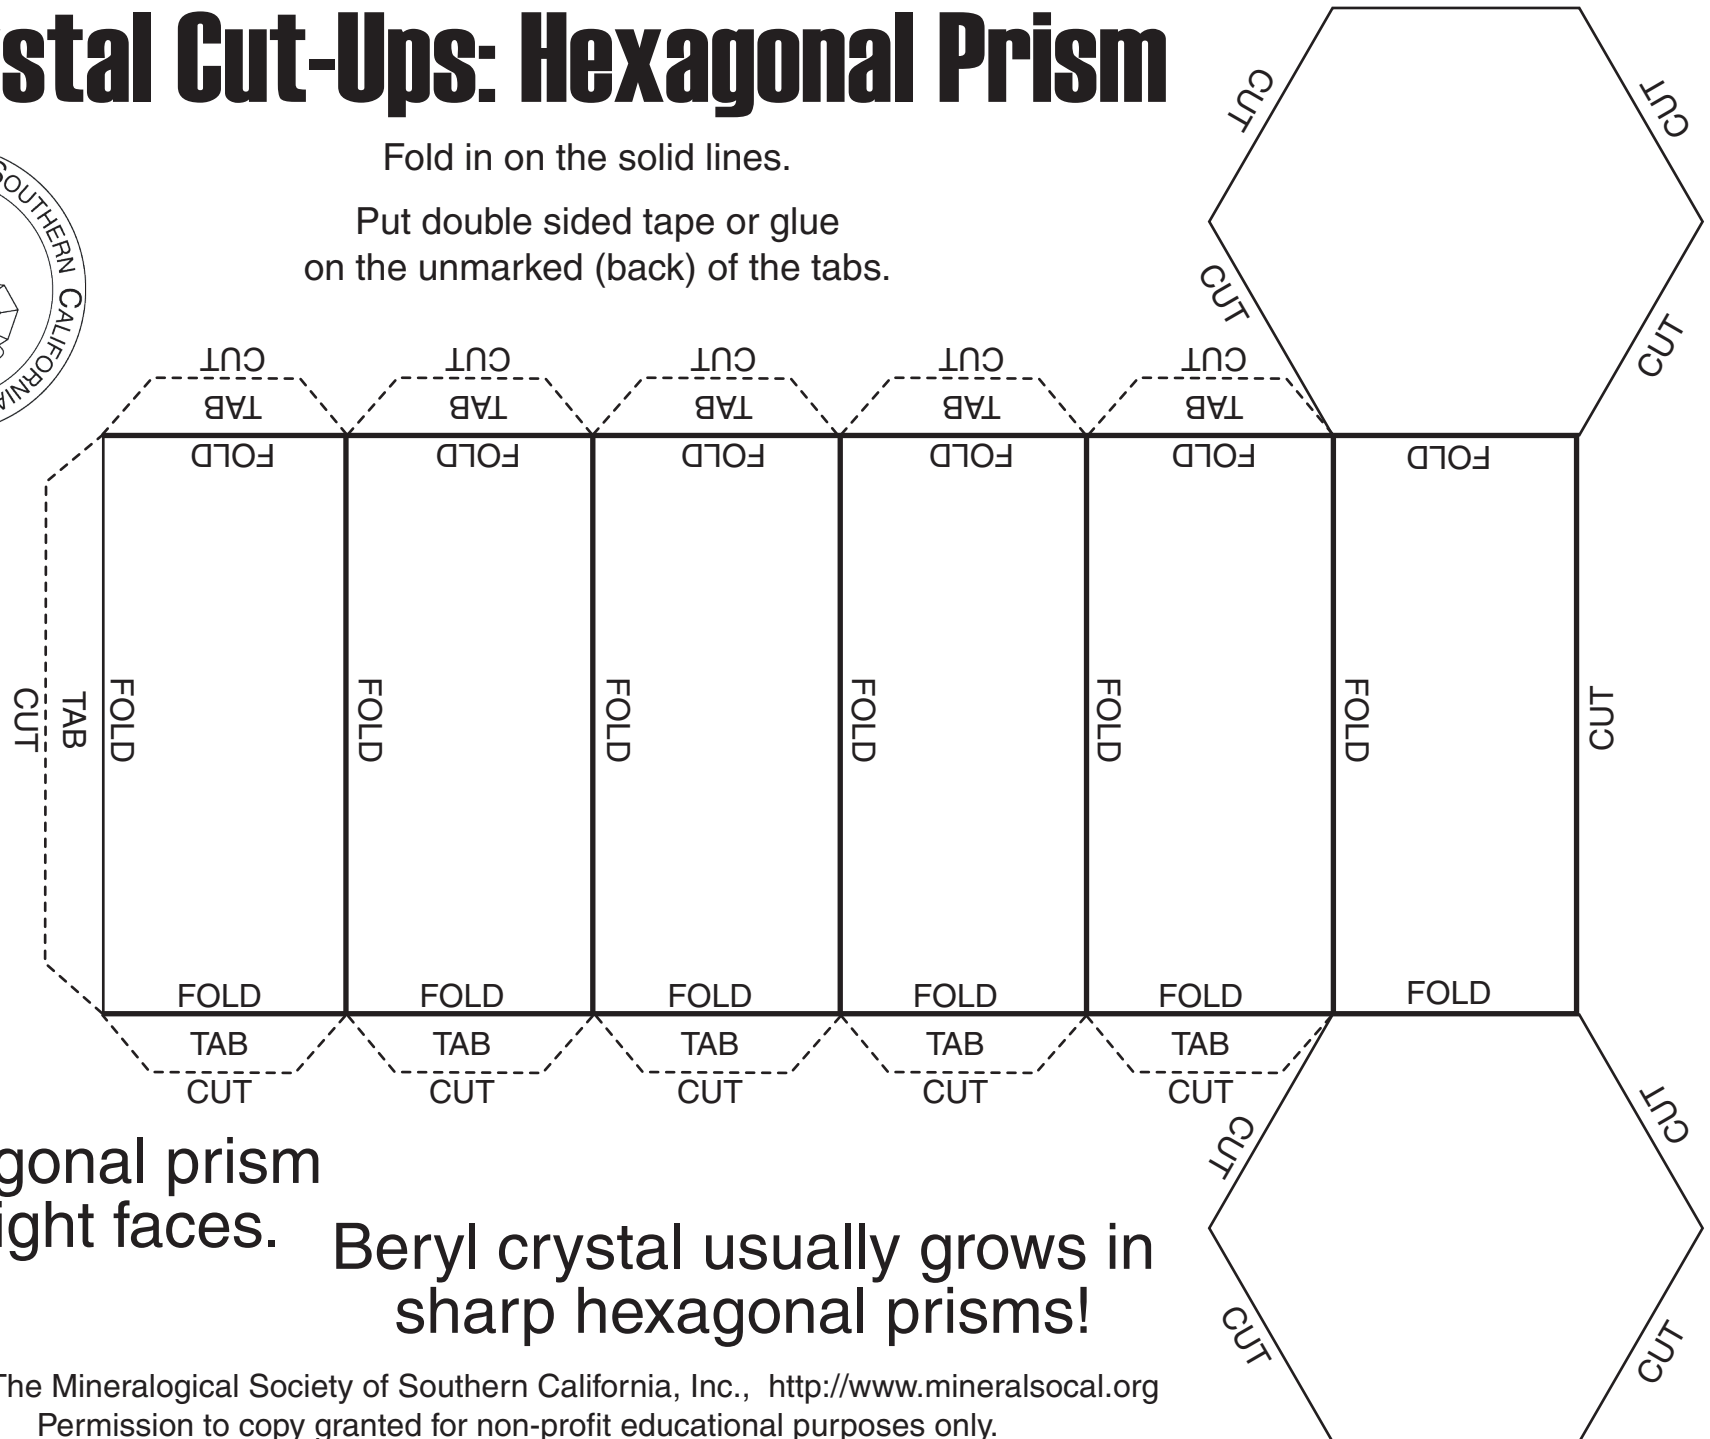 stal Cut-Ups: Hexagonal Prism
Fold in on the solid lines.
Put double sided tape or glue
on the unmarked (back) of the tabs.
SOUTHERN CALIFORNIA
CUT
CUT
CUT
CUT
CUT CUT CUT CUT CUT
TAB TAB TAB TAB TAB
FOLD FOLD FOLD FOLD FOLD FOLD
CUT TAB FOLD FOLD FOLD FOLD FOLD FOLD CUT
FOLD FOLD FOLD FOLD FOLD FOLD
TAB TAB TAB TAB TAB
CUT CUT CUT CUT CUT
CUT
CUT
CUT
CUT
gonal prism
ight faces.
Beryl crystal usually grows in
sharp hexagonal prisms!
The Mineralogical Society of Southern California, Inc., http://www.mineralsocal.org
Permission to copy granted for non-profit educational purposes only.